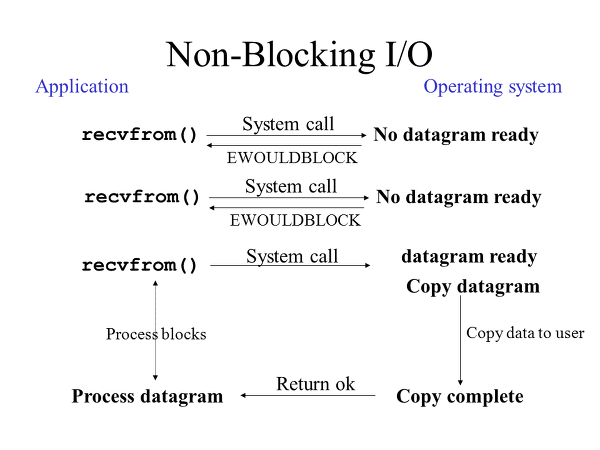 Non-Blocking I/O
Application
Operating system
recvfrom()
System call
No datagram ready
EWOULDBLOCK
recvfrom()
System call
No datagram ready
EWOULDBLOCK
recvfrom()
System call
datagram ready
Copy datagram
Process blocks
Copy data to user
Process datagram
Return ok
Copy complete